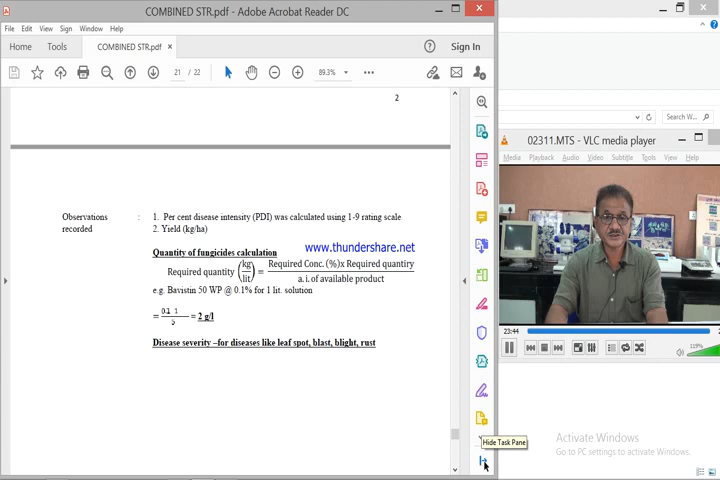 COMBINED STR.pdf - Adobe Acrobat Reader DC
File Edit View Sign Window Help
Home Tools COMBINED STR.pdf × Sign In
21 / 22 89.3%
2
Observations : 1. Per cent disease intensity (PDI) was calculated using 1-9 rating scale
recorded 2. Yield (kg/ha)
www.thundershare.net
Quantity of fungicides calculation
Required quantity (kg/lit) = Required Conc. (%)x Required quantity / a.i. of available product
e.g. Bavistin 50 WP @ 0.1% for 1 lit. solution
= 2 g/l
Disease severity –for diseases like leaf spot, blast, blight, rust
Hide Task Pane
Search W...
02311.MTS - VLC media player
Media Playback Audio Video Subtitle Tools View Help
23:44
119%
Activate Windows
Go to PC settings to activate Windows.